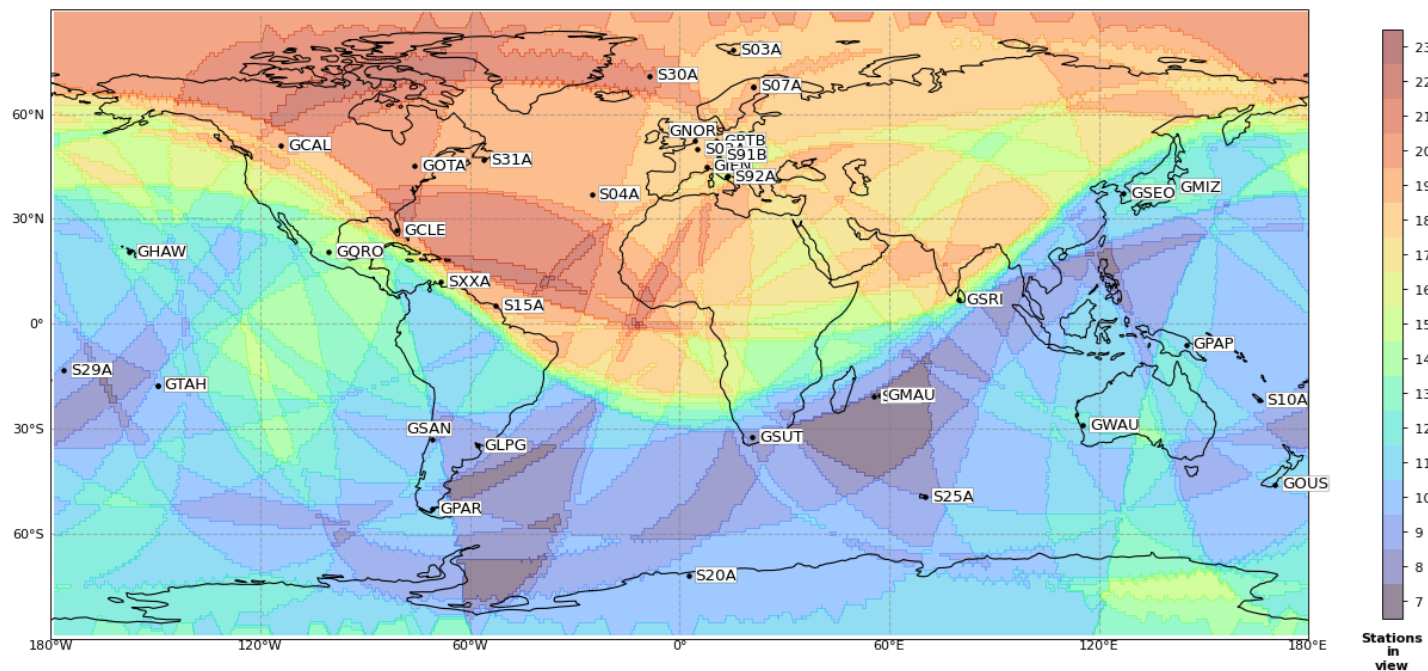 S03A
S30A
S07A
60°N
GNOR
GCAL
S31A
S91B
GOTA
S92A
S04A
GMIZ
GSEO
30°N
GCLE
GHAW
GQRO
SXXA
S15A
GSRI
0°
GPAP
S29A
GTAH
GMAU
S10A
GSAN
GWAU
30°S
GLPG
GSUT
GOUS
S25A
GPAR
60°S
S20A
180°W
120°W
60°W
0°
60°E
120°E
180°E
23
22
21
20
19
18
17
16
15
14
13
12
11
10
9
8
7
Stations
in
view